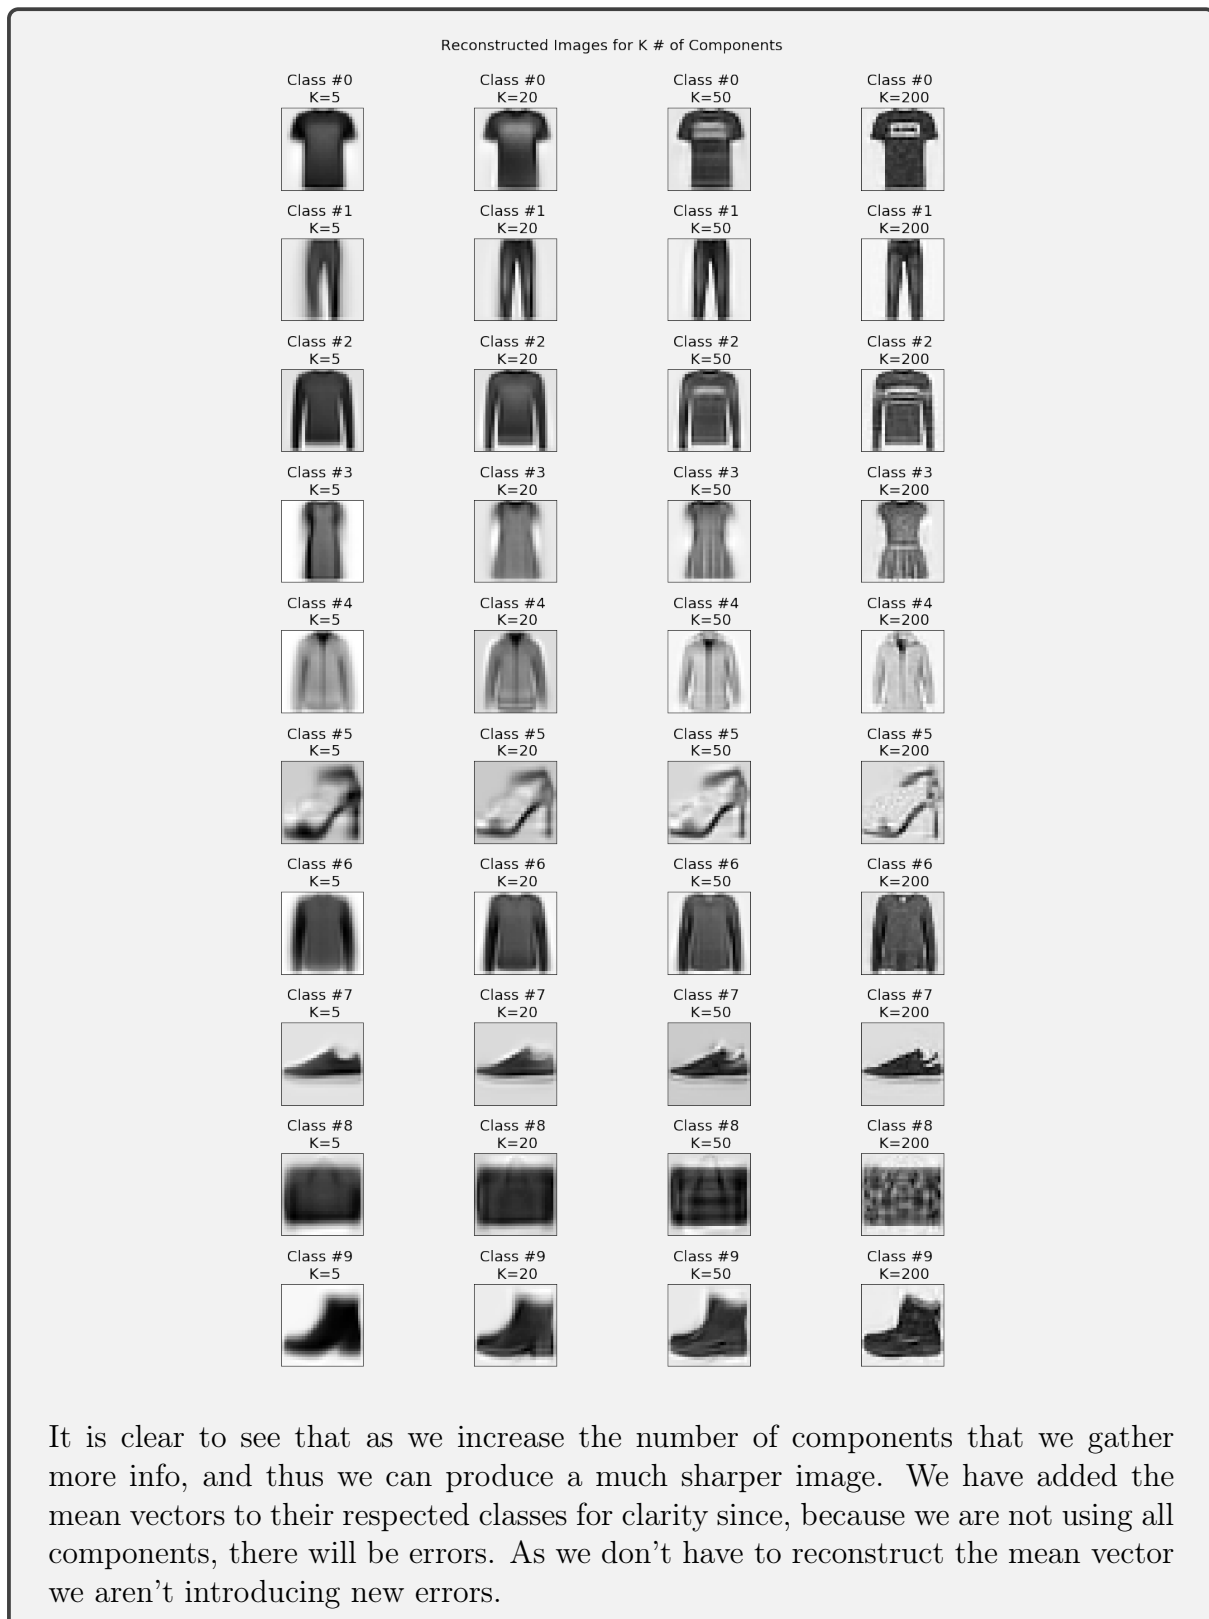 Reconstructed Images for K # of Components
Class #0 Class #0 Class #0 Class #0
K=5 K=20 K=50 K=200
Class #1 Class #1 Class #1 Class #1
K=5 K=20 K=50 K=200
Class #2 Class #2 Class #2 Class #2
K=5 K=20 K=50 K=200
Class #3 Class #3 Class #3 Class #3
K=5 K=20 K=50 K=200
Class #4 Class #4 Class #4 Class #4
K=5 K=20 K=50 K=200
Class #5 Class #5 Class #5 Class #5
K=5 K=20 K=50 K=200
Class #6 Class #6 Class #6 Class #6
K=5 K=20 K=50 K=200
Class #7 Class #7 Class #7 Class #7
K=5 K=20 K=50 K=200
Class #8 Class #8 Class #8 Class #8
K=5 K=20 K=50 K=200
Class #9 Class #9 Class #9 Class #9
K=5 K=20 K=50 K=200
It is clear to see that as we increase the number of components that we gather
more info, and thus we can produce a much sharper image. We have added the
mean vectors to their respected classes for clarity since, because we are not using all
components, there will be errors. As we don't have to reconstruct the mean vector
we aren't introducing new errors.